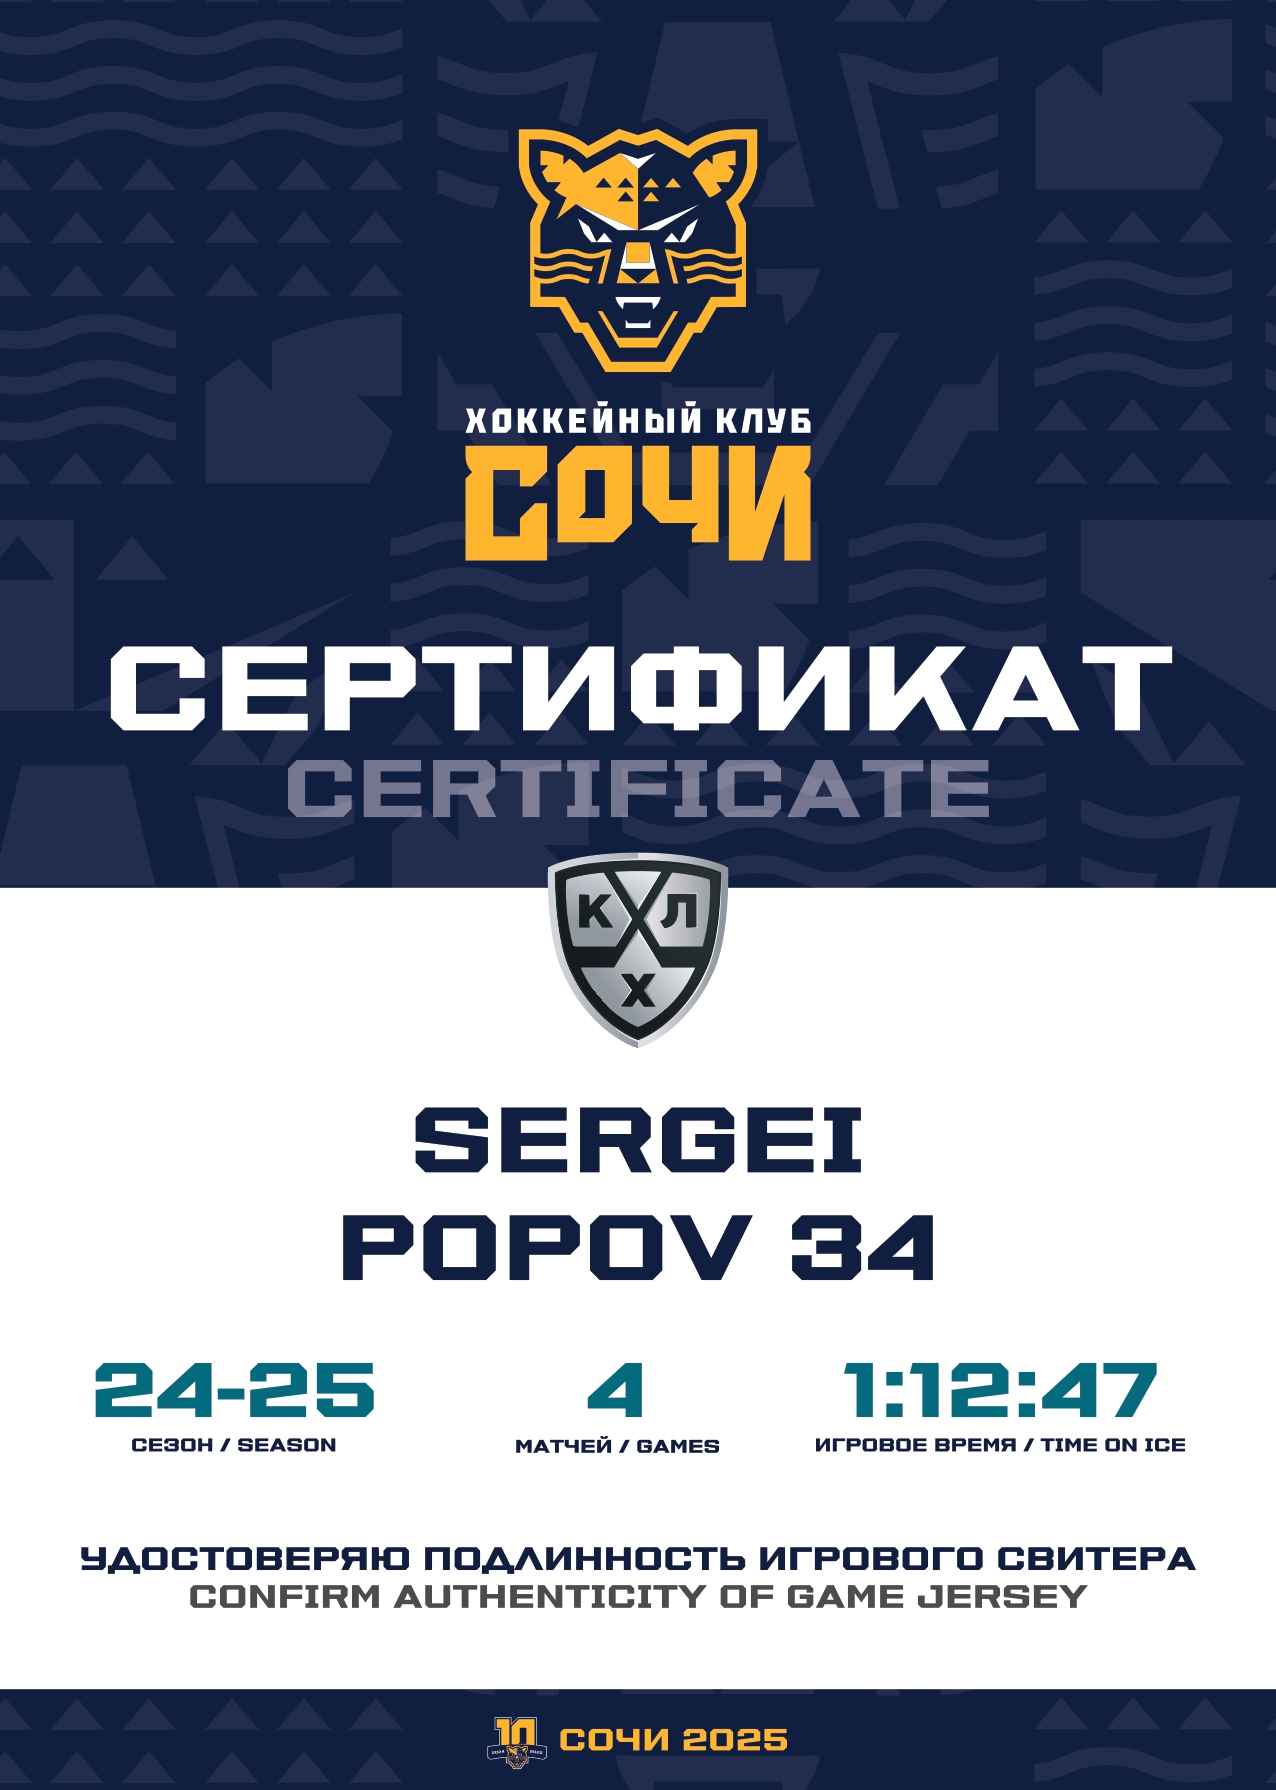 ХОККЕЙНЫЙ КЛУБ
СОЧИ
СЕРТИФИКАТ
CERTIFICATE
К Л
Х
SERGEI
POPOV 34
24-25 4 1:12:47
СЕЗОН / SEASON МАТЧЕЙ / GAMES ИГРОВОЕ ВРЕМЯ / TIME ON ICE
УДОСТОВЕРЯЮ ПОДЛИННОСТЬ ИГРОВОГО СВИТЕРА
CONFIRM AUTHENTICITY OF GAME JERSEY
10 СОЧИ 2025